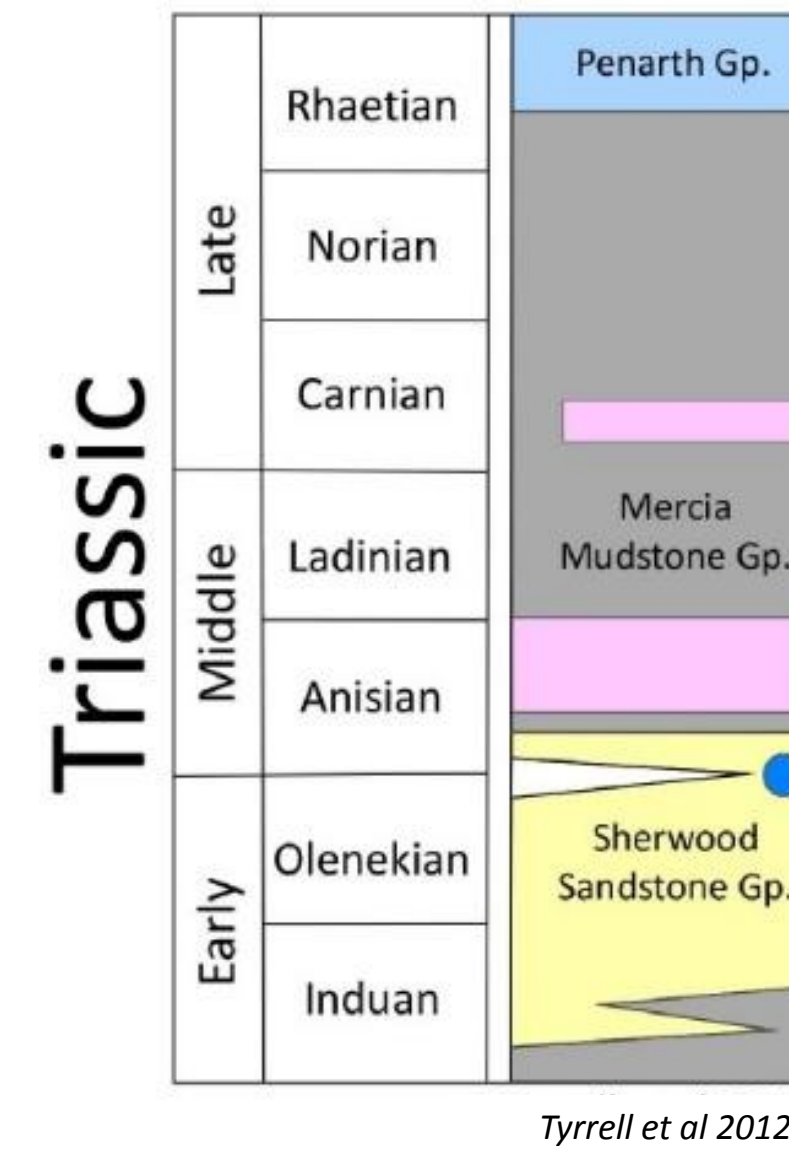 Triassic
Late
Middle
Early
Rhaetian
Norian
Carnian
Ladinian
Anisian
Olenekian
Induan
Penarth Gp.
Mercia
Mudstone Gp.
Sherwood
Sandstone Gp.
Tyrrell et al 2012